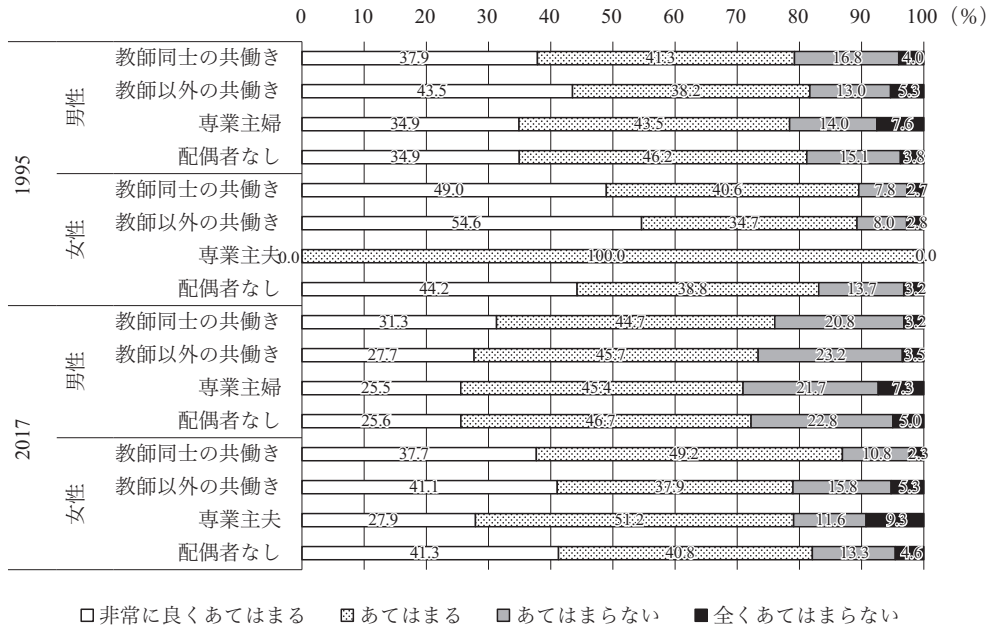 0 10 20 30 40 50 60 70 80 90 100 (%)
1995
男性
教師同士の共働き 37.9 41.3 16.8 4.0
教師以外の共働き 43.5 38.2 13.0 5.3
専業主婦 34.9 43.5 14.0 7.6
配偶者なし 34.9 46.2 15.1 3.8
女性
教師同士の共働き 49.0 40.6 7.8 2.7
教師以外の共働き 54.6 34.7 8.0 2.8
専業主夫 0.0 100.0 0.0
配偶者なし 44.2 38.8 13.7 3.2
2017
男性
教師同士の共働き 31.3 44.7 20.8 3.2
教師以外の共働き 27.7 45.7 23.2 3.5
専業主婦 25.5 45.4 21.7 7.3
配偶者なし 25.6 46.7 22.8 5.0
女性
教師同士の共働き 37.7 49.2 10.8 2.3
教師以外の共働き 41.1 37.9 15.8 5.3
専業主夫 27.9 51.2 11.6 9.3
配偶者なし 41.3 40.8 13.3 4.6
0 10 20 30 40 50 60 70 80 90 100
非常に良くあてはまる あてはまる あてはまらない 全くあてはまらない